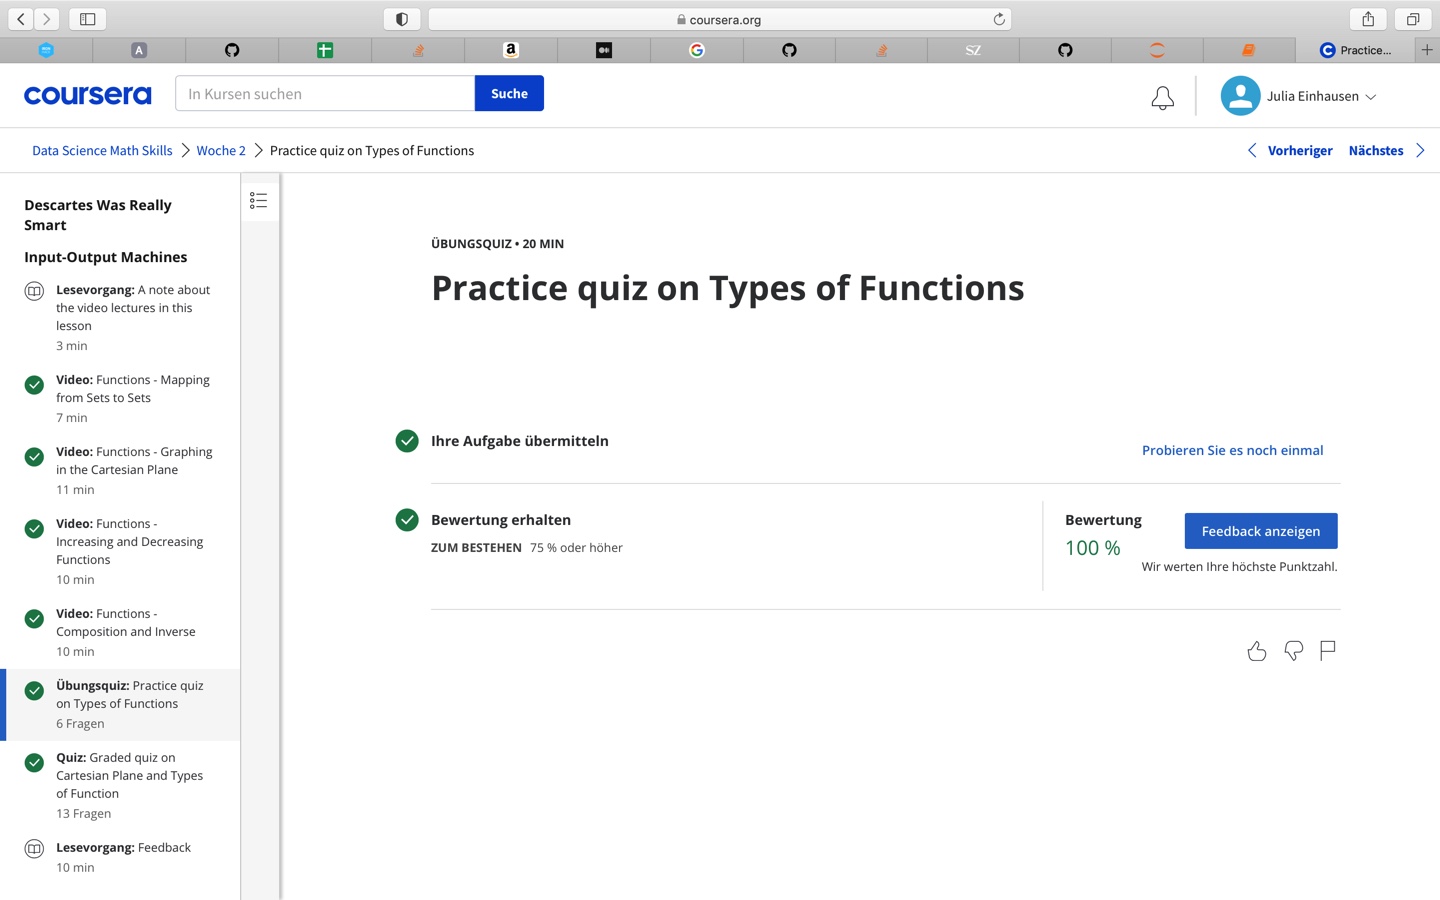 coursera.org
A
a
G
SZ
Practice...
coursera
In Kursen suchen
Suche
Julia Einhausen
Data Science Math Skills
Woche 2
Practice quiz on Types of Functions
Vorheriger
Nächstes
Descartes Was Really
Smart
Input-Output Machines
Lesevorgang: A note about
the video lectures in this
lesson
3 min
Video: Functions - Mapping
from Sets to Sets
7 min
Video: Functions - Graphing
in the Cartesian Plane
11 min
Video: Functions -
Increasing and Decreasing
Functions
10 min
Video: Functions -
Composition and Inverse
10 min
Übungsquiz: Practice quiz
on Types of Functions
6 Fragen
Quiz: Graded quiz on
Cartesian Plane and Types
of Function
13 Fragen
Lesevorgang: Feedback
10 min
ÜBUNGSQUIZ • 20 MIN
Practice quiz on Types of Functions
Ihre Aufgabe übermitteln
Probieren Sie es noch einmal
Bewertung erhalten
ZUM BESTEHEN 75 % oder höher
Bewertung
100 %
Feedback anzeigen
Wir werten Ihre höchste Punktzahl.